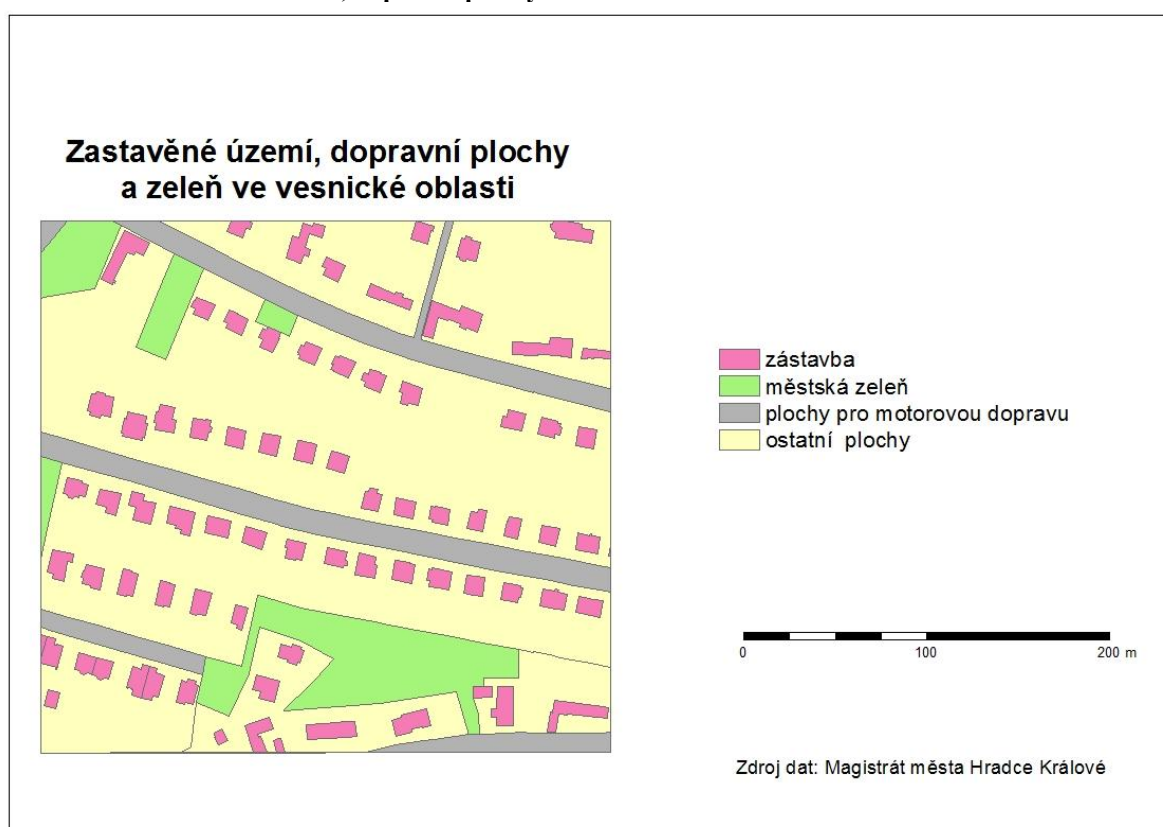 Zastavěné území, dopravní plochy
a zeleň ve vesnické oblasti
zástavba
městská zeleň
plochy pro motorovou dopravu
ostatní plochy
0 100 200 m
Zdroj dat: Magistrát města Hradce Králové